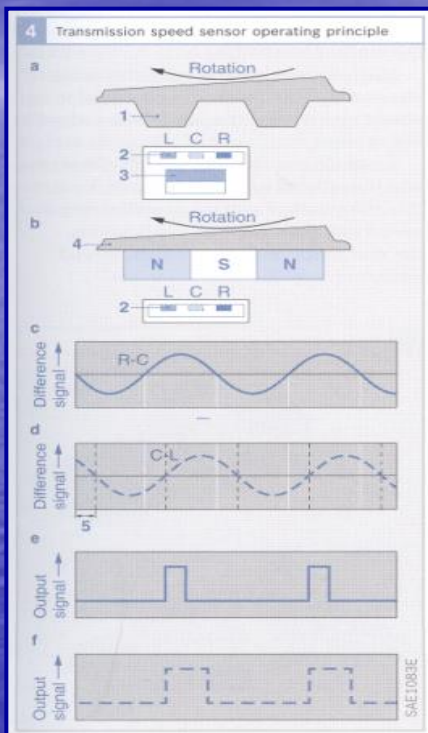 4 Transmission speed sensor operating principle
a
Rotation
1
L C R
2
3
b
Rotation
4
N S N
L C R
2
c
Difference signal
R-C
d
Difference signal
C-L
5
e
Output signal
f
Output signal
SAE1083E